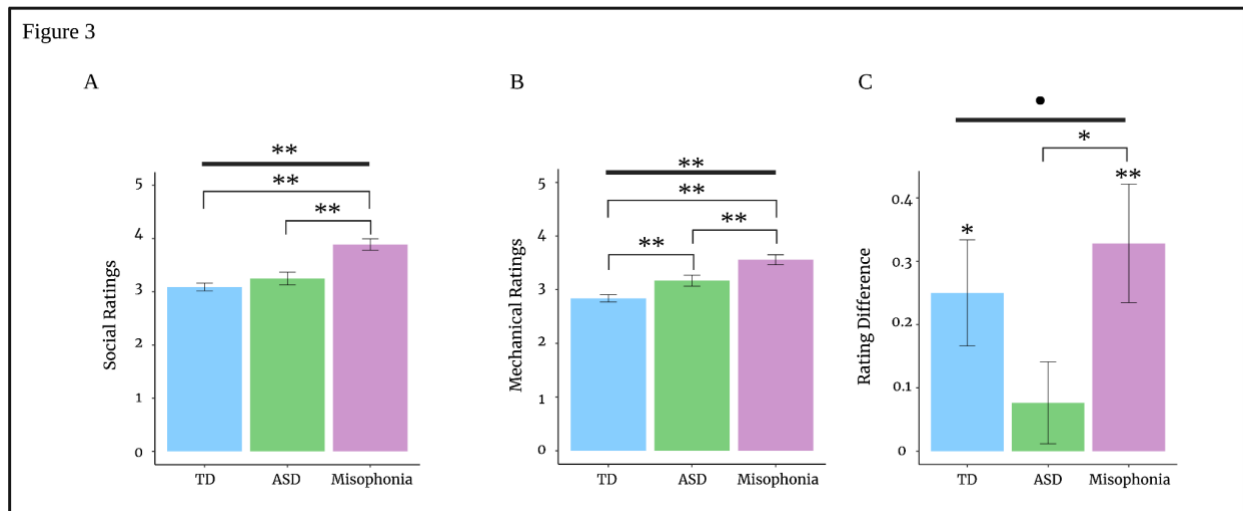 Figure 3
A
**
**
**
5
4
3
2
1
0
Social Ratings
TD ASD Misophonia
B
**
**
**
**
5
4
3
2
1
0
Mechanical Ratings
TD ASD Misophonia
C
•
*
**
*
0.4
0.3
0.2
0.1
0
Rating Difference
TD ASD Misophonia